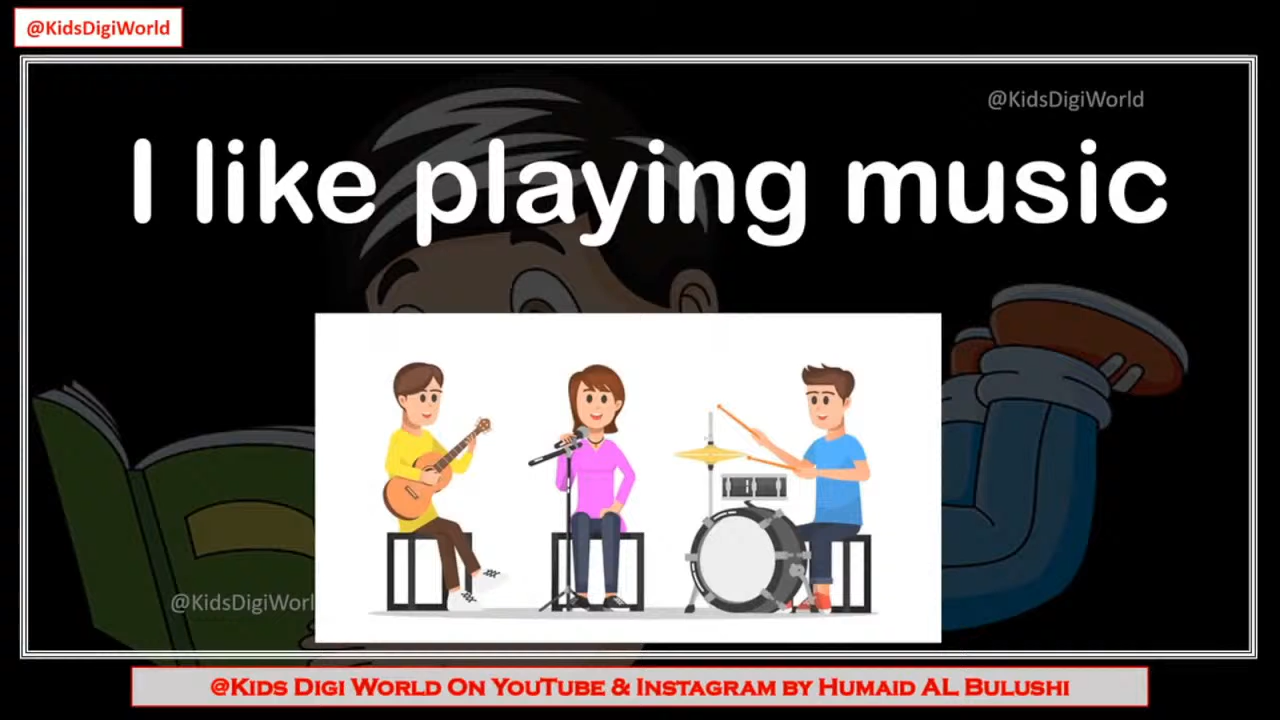 @KidsDigiWorld
@KidsDigiWorld
I like playing music
@KidsDigiWorl
@Kids Digi World On YouTube & Instagram by Humaid AL Bulushi